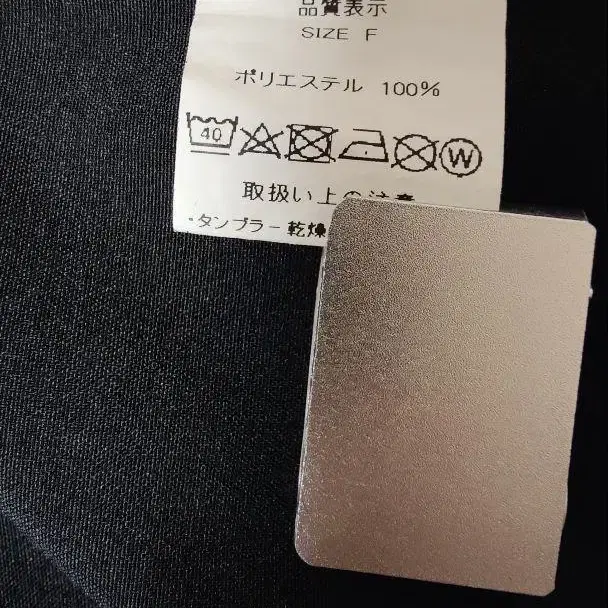 品質表示
SIZE F
ポリエステル 100%
40
W
取扱い上の注意
・タンブラー乾燥